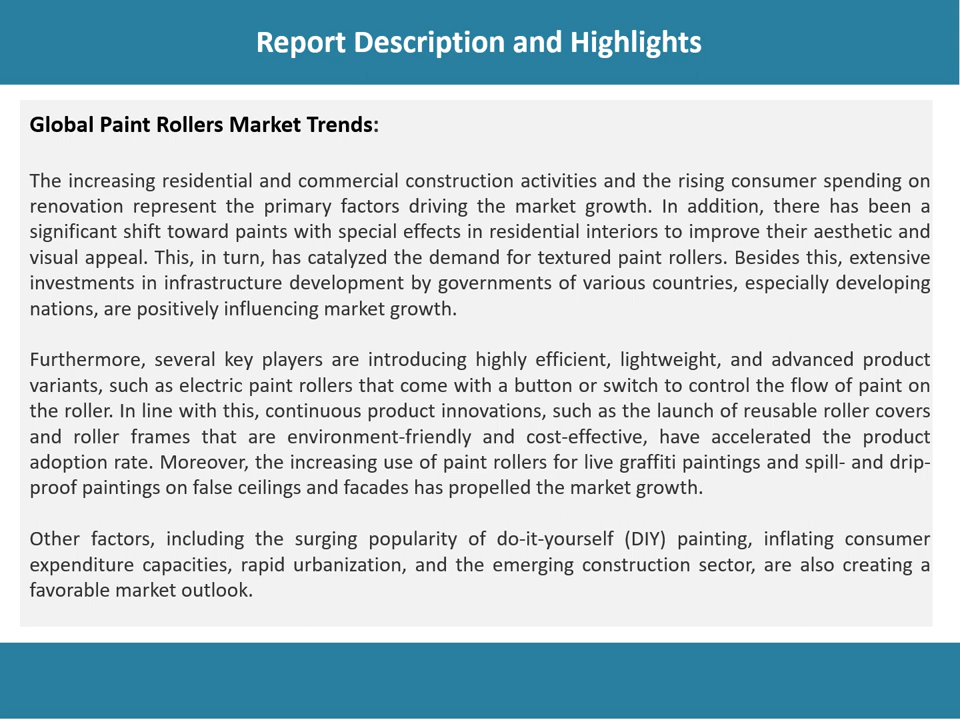 Report Description and Highlights
Global Paint Rollers Market Trends:
The increasing residential and commercial construction activities and the rising consumer spending on
renovation represent the primary factors driving the market growth. In addition, there has been a
significant shift toward paints with special effects in residential interiors to improve their aesthetic and
visual appeal. This, in turn, has catalyzed the demand for textured paint rollers. Besides this, extensive
investments in infrastructure development by governments of various countries, especially developing
nations, are positively influencing market growth.
Furthermore, several key players are introducing highly efficient, lightweight, and advanced product
variants, such as electric paint rollers that come with a button or switch to control the flow of paint on
the roller. In line with this, continuous product innovations, such as the launch of reusable roller covers
and roller frames that are environment-friendly and cost-effective, have accelerated the product
adoption rate. Moreover, the increasing use of paint rollers for live graffiti paintings and spill- and drip-
proof paintings on false ceilings and facades has propelled the market growth.
Other factors, including the surging popularity of do-it-yourself (DIY) painting, inflating consumer
expenditure capacities, rapid urbanization, and the emerging construction sector, are also creating a
favorable market outlook.